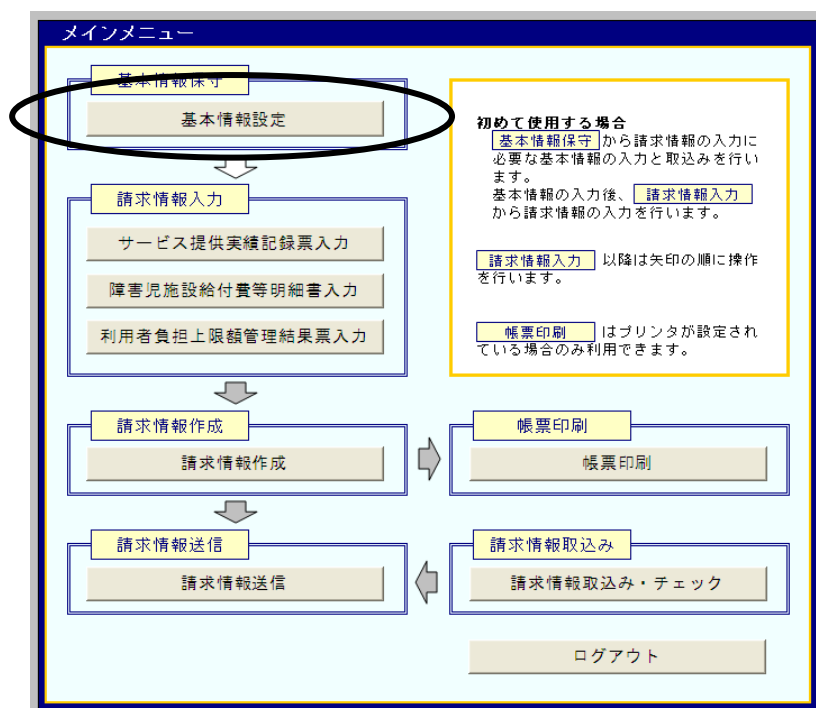 メインメニュー
基本情報保守
基本情報設定
請求情報入力
サービス提供実績記録票入力
障害児施設給付費等明細書入力
利用者負担上限額管理結果票入力
初めて使用する場合
基本情報保守 から請求情報の入力に
必要な基本情報の入力と取込みを行い
ます。
基本情報の入力後、 請求情報入力
から請求情報の入力を行います。
請求情報入力 以降は矢印の順に操作
を行います。
帳票印刷 はプリンタが設定され
ている場合のみ利用できます。
請求情報作成
請求情報作成
帳票印刷
帳票印刷
請求情報送信
請求情報送信
請求情報取込み
請求情報取込み・チェック
ログアウト